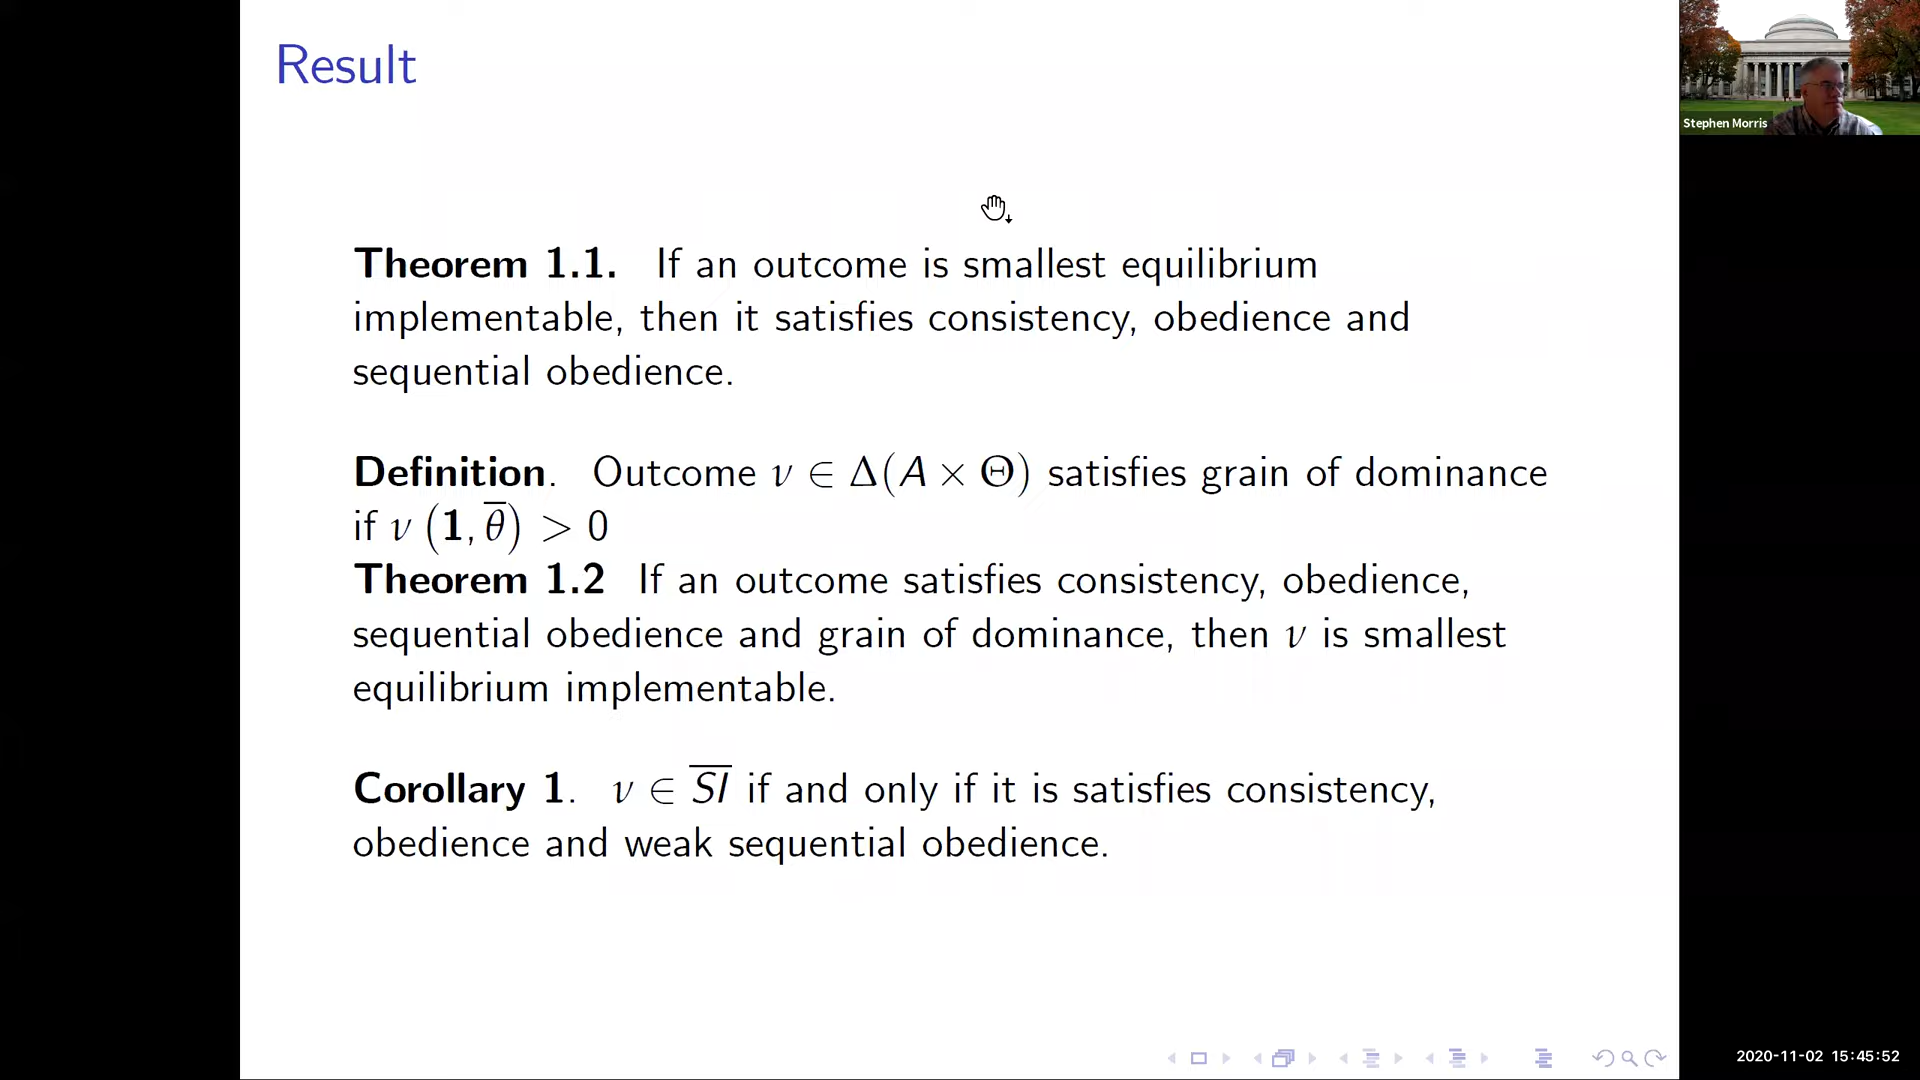 Result
Stephen Morris
Theorem 1.1. If an outcome is smallest equilibrium
implementable, then it satisfies consistency, obedience and
sequential obedience.
Definition. Outcome ν ∈ Δ(A × Θ) satisfies grain of dominance
if ν (1, θ̅) > 0
Theorem 1.2 If an outcome satisfies consistency, obedience,
sequential obedience and grain of dominance, then ν is smallest
equilibrium implementable.
Corollary 1. ν ∈ S̅I̅ if and only if it is satisfies consistency,
obedience and weak sequential obedience.
2020-11-02 15:45:52